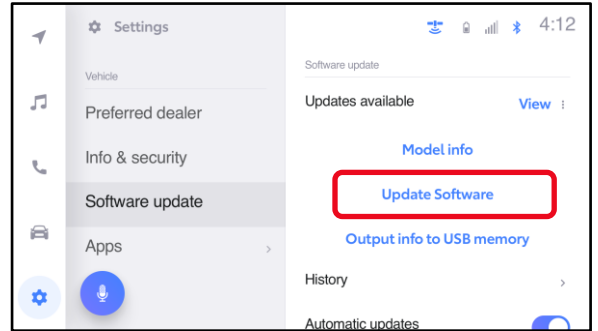 Settings
4:12
Vehicle
Preferred dealer
Info & security
Software update
Apps
Software update
Updates available
View
Model info
Update Software
Output info to USB memory
History
Automatic updates